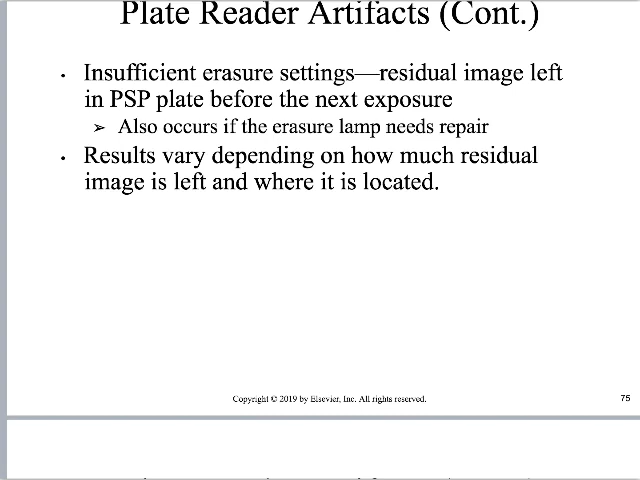 Plate Reader Artifacts (Cont.)
• Insufficient erasure settings—residual image left
in PSP plate before the next exposure
➢ Also occurs if the erasure lamp needs repair
• Results vary depending on how much residual
image is left and where it is located.
Copyright © 2019 by Elsevier, Inc. All rights reserved.
75